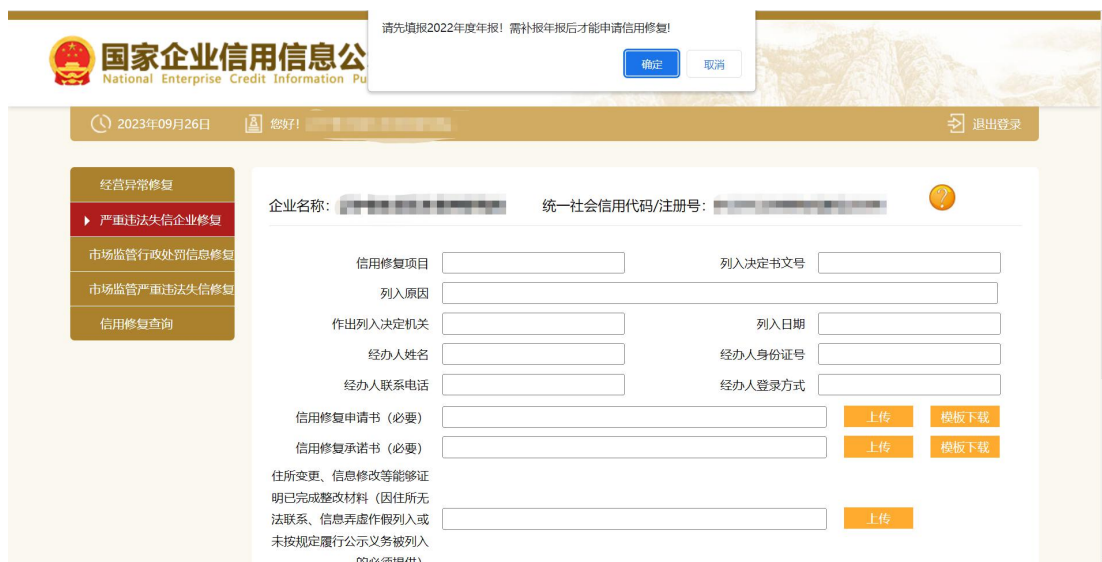 请先填报2022年度年报！需补报年报后才能申请信用修复!
确定 取消
国家企业信用信息公
National Enterprise Credit Information Pu
2023年09月26日 您好! 退出登录
经营异常修复
严重违法失信企业修复
市场监管行政处罚信息修复
市场监管严重违法失信修复
信用修复查询
企业名称: 统一社会信用代码/注册号:
信用修复项目 列入决定书文号
列入原因
作出列入决定机关 列入日期
经办人姓名 经办人身份证号
经办人联系电话 经办人登录方式
信用修复申请书（必要） 上传 模板下载
信用修复承诺书（必要） 上传 模板下载
住所变更、信息修改等能够证
明已完成整改材料（因住所无
法联系、信息弄虚作假列入或 上传
未按规定履行公示义务被列入